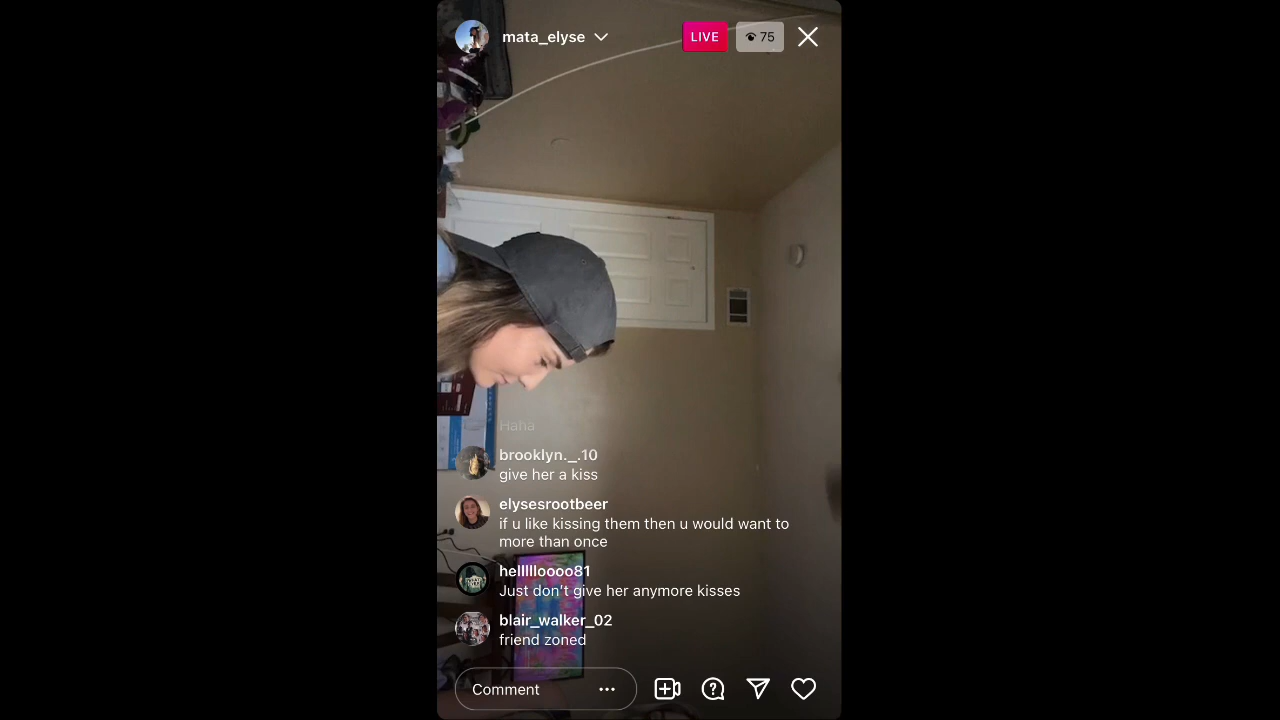 mata_elyse
LIVE
75
Haha
brooklyn._.10
give her a kiss
elysesrootbeer
if u like kissing them then u would want to
more than once
hellllloooo81
Just don't give her anymore kisses
blair_walker_02
friend zoned
Comment